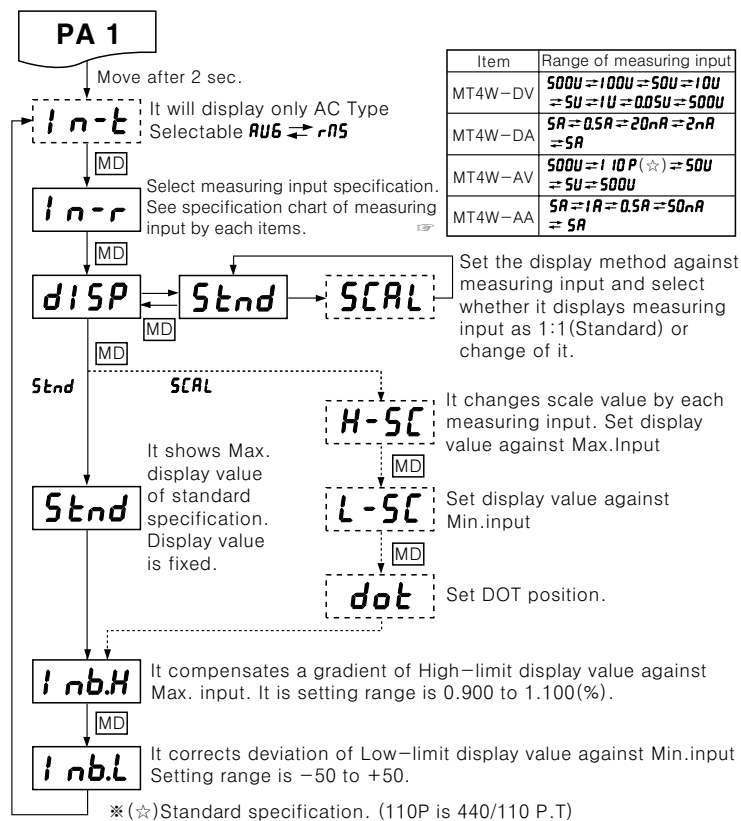 PA 1
Move after 2 sec.
In-t
It will display only AC Type
Selectable AVG ⇄ rMS
MD
In-r
Select measuring input specification.
See specification chart of measuring
input by each items. ☞
Item Range of measuring input
MT4W-DV 500V⇄100V⇄50V⇄10V
⇄5V⇄1V⇄0.05V⇄500V
MT4W-DA 5A⇄0.5A⇄20mA⇄2mA
⇄5A
MT4W-AV 500V⇄110P(☆)⇄50V
⇄5V⇄500V
MT4W-AA 5A⇄1A⇄0.5A⇄50mA
⇄5A
MD
dISP
Stnd
SCAL
MD
Set the display method against
measuring input and select
whether it displays measuring
input as 1:1(Standard) or
change of it.
MD
Stnd
SCAL
H-SC
It changes scale value by each
measuring input. Set display
value against Max.Input
MD
Stnd
It shows Max.
display value
of standard
specification.
Display value
is fixed.
L-SC
Set display value against
Min.input
MD
dot
Set DOT position.
Inb.H
It compensates a gradient of High-limit display value against
Max. input. It is setting range is 0.900 to 1.100(%).
MD
Inb.L
It corrects deviation of Low-limit display value against Min.input
Setting range is -50 to +50.
※(☆)Standard specification. (110P is 440/110 P.T)